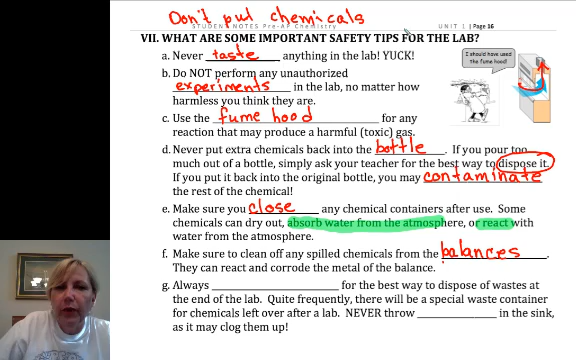 Don't put chemicals
STUDENT NOTES Pre-AP Chemistry UNIT 1 | Page 16
VII. WHAT ARE SOME IMPORTANT SAFETY TIPS FOR THE LAB?
I should have used the fume hood!
a. Never taste anything in the lab! YUCK!
b. Do NOT perform any unauthorized
experiments in the lab, no matter how
harmless you think they are.
c. Use the fume hood for any
reaction that may produce a harmful (toxic) gas.
d. Never put extra chemicals back into the bottle. If you pour too
much out of a bottle, simply ask your teacher for the best way to dispose it.
If you put it back into the original bottle, you may contaminate
the rest of the chemical!
e. Make sure you close any chemical containers after use. Some
chemicals can dry out, absorb water from the atmosphere, or react with
water from the atmosphere.
f. Make sure to clean off any spilled chemicals from the balances.
They can react and corrode the metal of the balance.
g. Always ____________ for the best way to dispose of wastes at
the end of the lab. Quite frequently, there will be a special waste container
for chemicals left over after a lab. NEVER throw ____________ in the sink,
as it may clog them up!